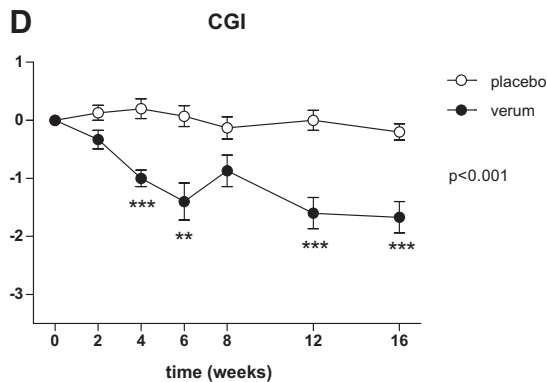 D
CGI
1
0
-1
-2
-3
placebo
verum
p<0.001
*** ** *** ***
0 2 4 6 8 12 16
time (weeks)